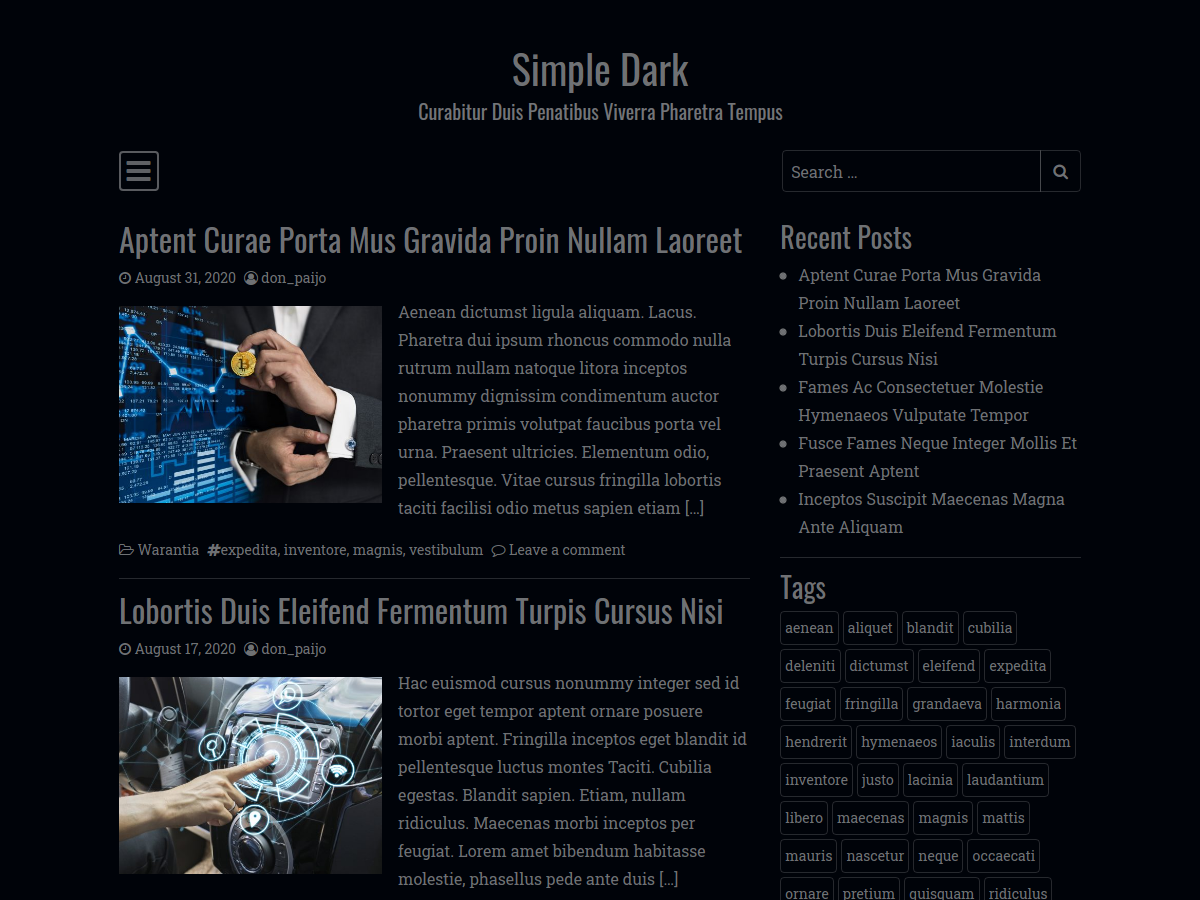 Simple Dark
Curabitur Duis Penatibus Viverra Pharetra Tempus
Search ...
Aptent Curae Porta Mus Gravida Proin Nullam Laoreet
August 31, 2020 don_paijo
Aenean dictumst ligula aliquam. Lacus.
Pharetra dui ipsum rhoncus commodo nulla
rutrum nullam natoque litora inceptos
nonummy dignissim condimentum auctor
pharetra primis volutpat faucibus porta vel
urna. Praesent ultricies. Elementum odio,
pellentesque. Vitae cursus fringilla lobortis
taciti facilisi odio metus sapien etiam […]
Warantia #expedita, inventore, magnis, vestibulum Leave a comment
Lobortis Duis Eleifend Fermentum Turpis Cursus Nisi
August 17, 2020 don_paijo
Hac euismod cursus nonummy integer sed id
tortor eget tempor aptent ornare posuere
morbi aptent. Fringilla inceptos eget blandit id
pellentesque luctus montes Taciti. Cubilia
egestas. Blandit sapien. Etiam, nullam
ridiculus. Maecenas morbi inceptos per
feugiat. Lorem amet bibendum habitasse
molestie, phasellus pede ante duis […]
Recent Posts
Aptent Curae Porta Mus Gravida
Proin Nullam Laoreet
Lobortis Duis Eleifend Fermentum
Turpis Cursus Nisi
Fames Ac Consectetuer Molestie
Hymenaeos Vulputate Tempor
Fusce Fames Neque Integer Mollis Et
Praesent Aptent
Inceptos Suscipit Maecenas Magna
Ante Aliquam
Tags
aenean aliquet blandit cubilia
deleniti dictumst eleifend expedita
feugiat fringilla grandaeva harmonia
hendrerit hymenaeos iaculis interdum
inventore justo lacinia laudantium
libero maecenas magnis mattis
mauris nascetur neque occaecati
ornare pretium quisquam ridiculus